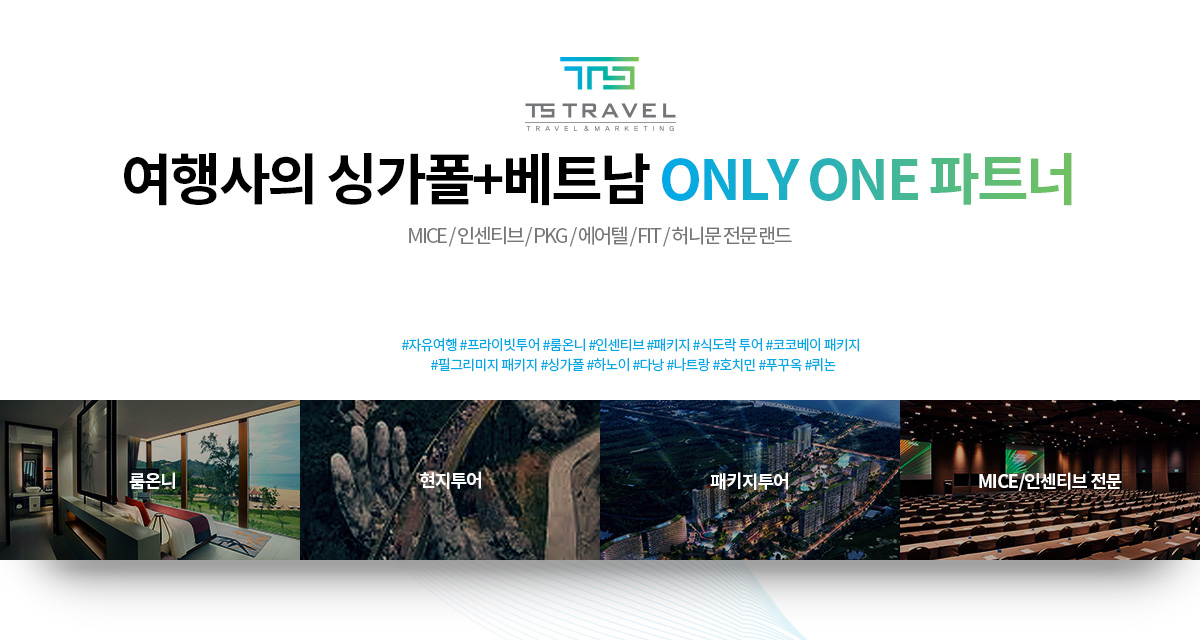 TS
TS TRAVEL
TRAVEL & MARKETING
여행사의 싱가폴+베트남 ONLY ONE 파트너
MICE / 인센티브 / PKG / 에어텔 / FIT / 허니문 전문 랜드
#자유여행 #프라이빗투어 #룸온니 #인센티브 #패키지 #식도락 투어 #코코베이 패키지
#필그리미지 패키지 #싱가폴 #하노이 #다낭 #나트랑 #호치민 #푸꾸옥 #퀴논
룸온니
현지투어
패키지투어
MICE/인센티브 전문